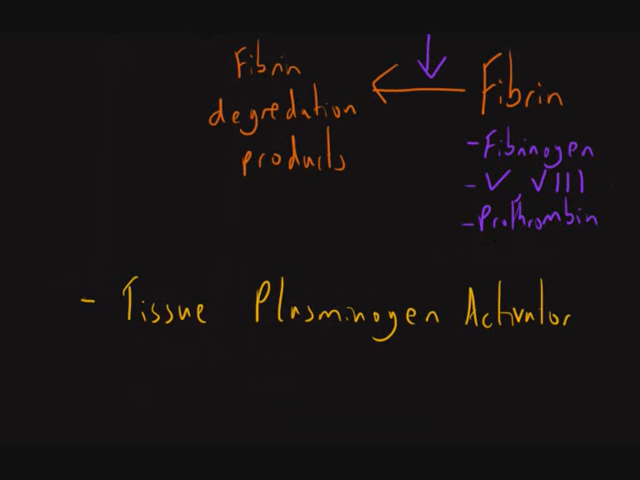 Fibrin
degredation
products
Fibrin
- Fibrinogen
- V, VIII
- Prothrombin
- Tissue Plasminogen Activator